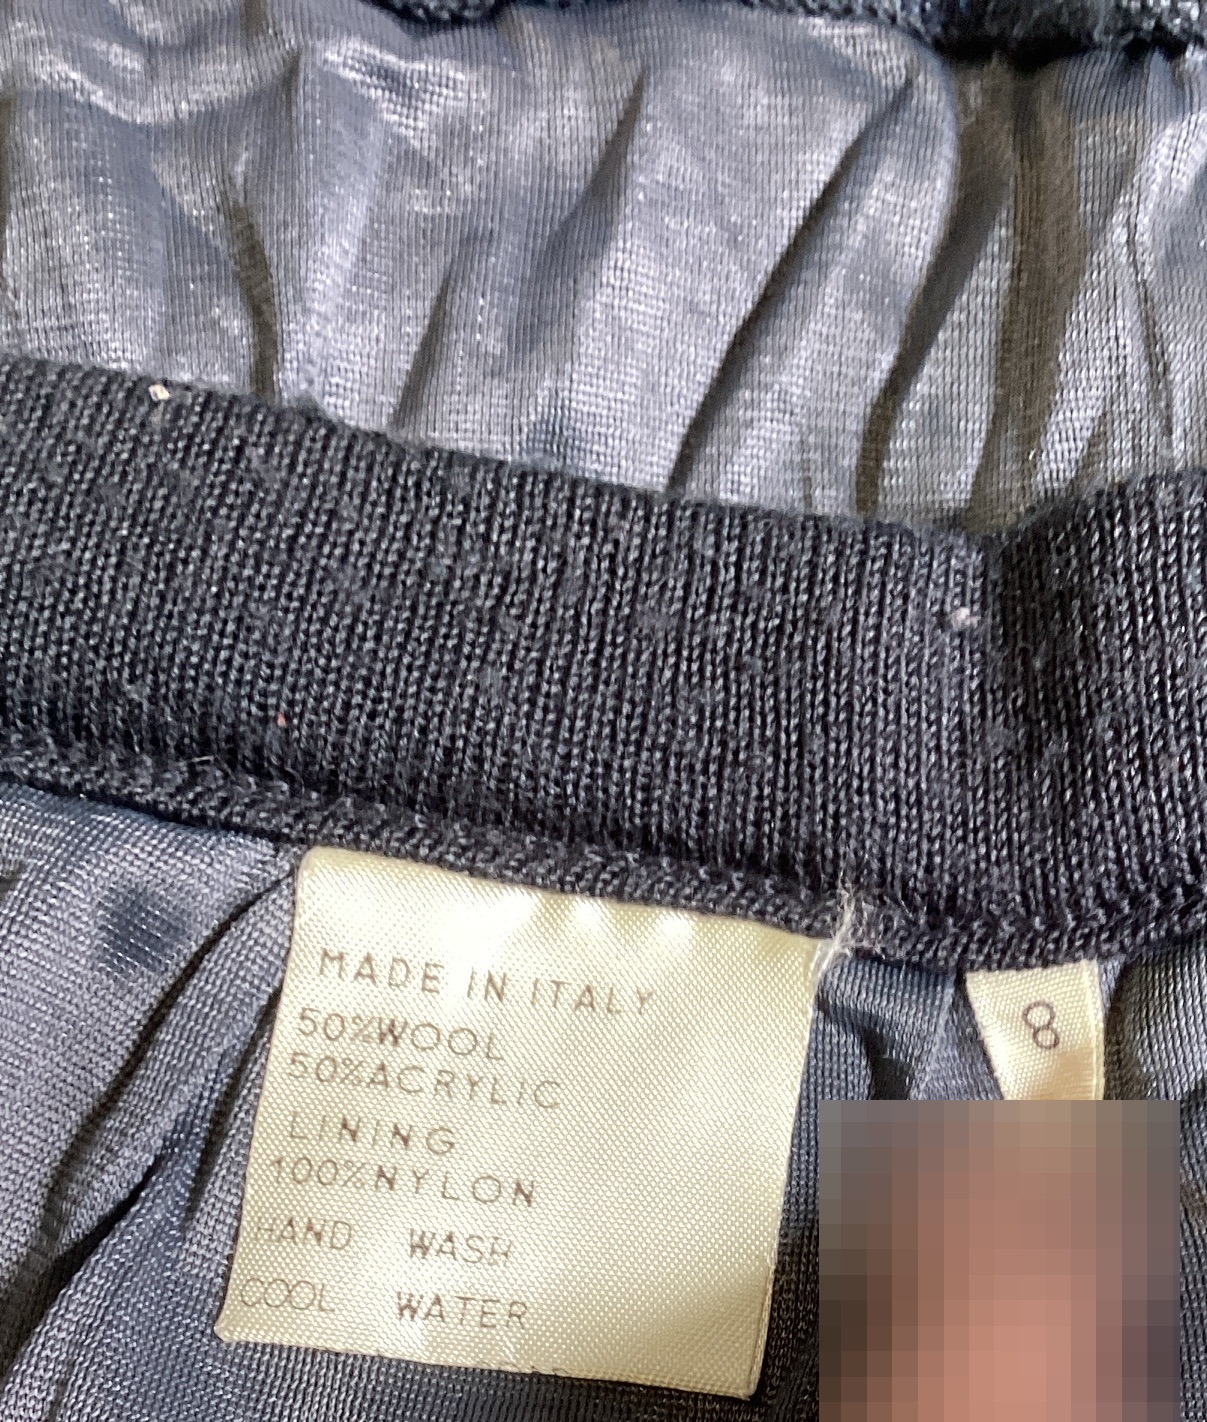 MADE IN ITALY
50%WOOL
50%ACRYLIC
LINING
100%NYLON
HAND WASH
COOL WATER
8